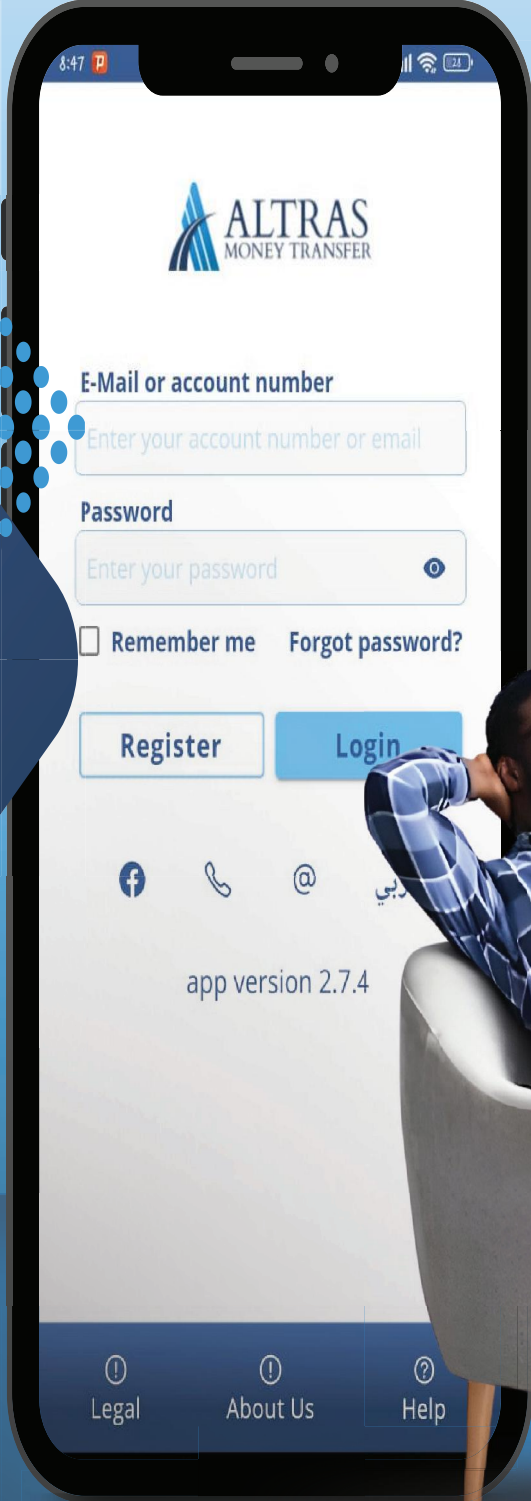 8:47
24
ALTRAS
MONEY TRANSFER
E-Mail or account number
Enter your account number or email
Password
Enter your password
Remember me Forgot password?
Register Login
@
app version 2.7.4
Legal About Us Help